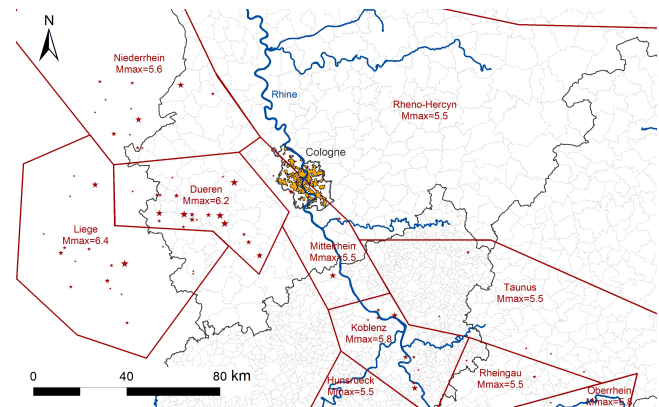 N
Niederrhein
Mmax=5.6
Rhine
Rheno-Hercyn
Mmax=5.5
Cologne
Dueren
Mmax=6.2
Liege
Mmax=6.4
Mittelrhein
Mmax=5.5
Taunus
Mmax=5.5
Koblenz
Mmax=5.8
Rheingau
Mmax=5.5
Hunsrueck
Mmax=5.5
Oberrhein
0 40 80 km